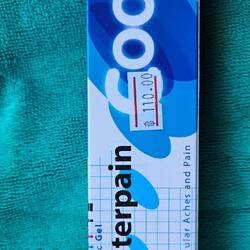 Coo
฿ 110.00
terpain
c Gel
ular Aches and Pain